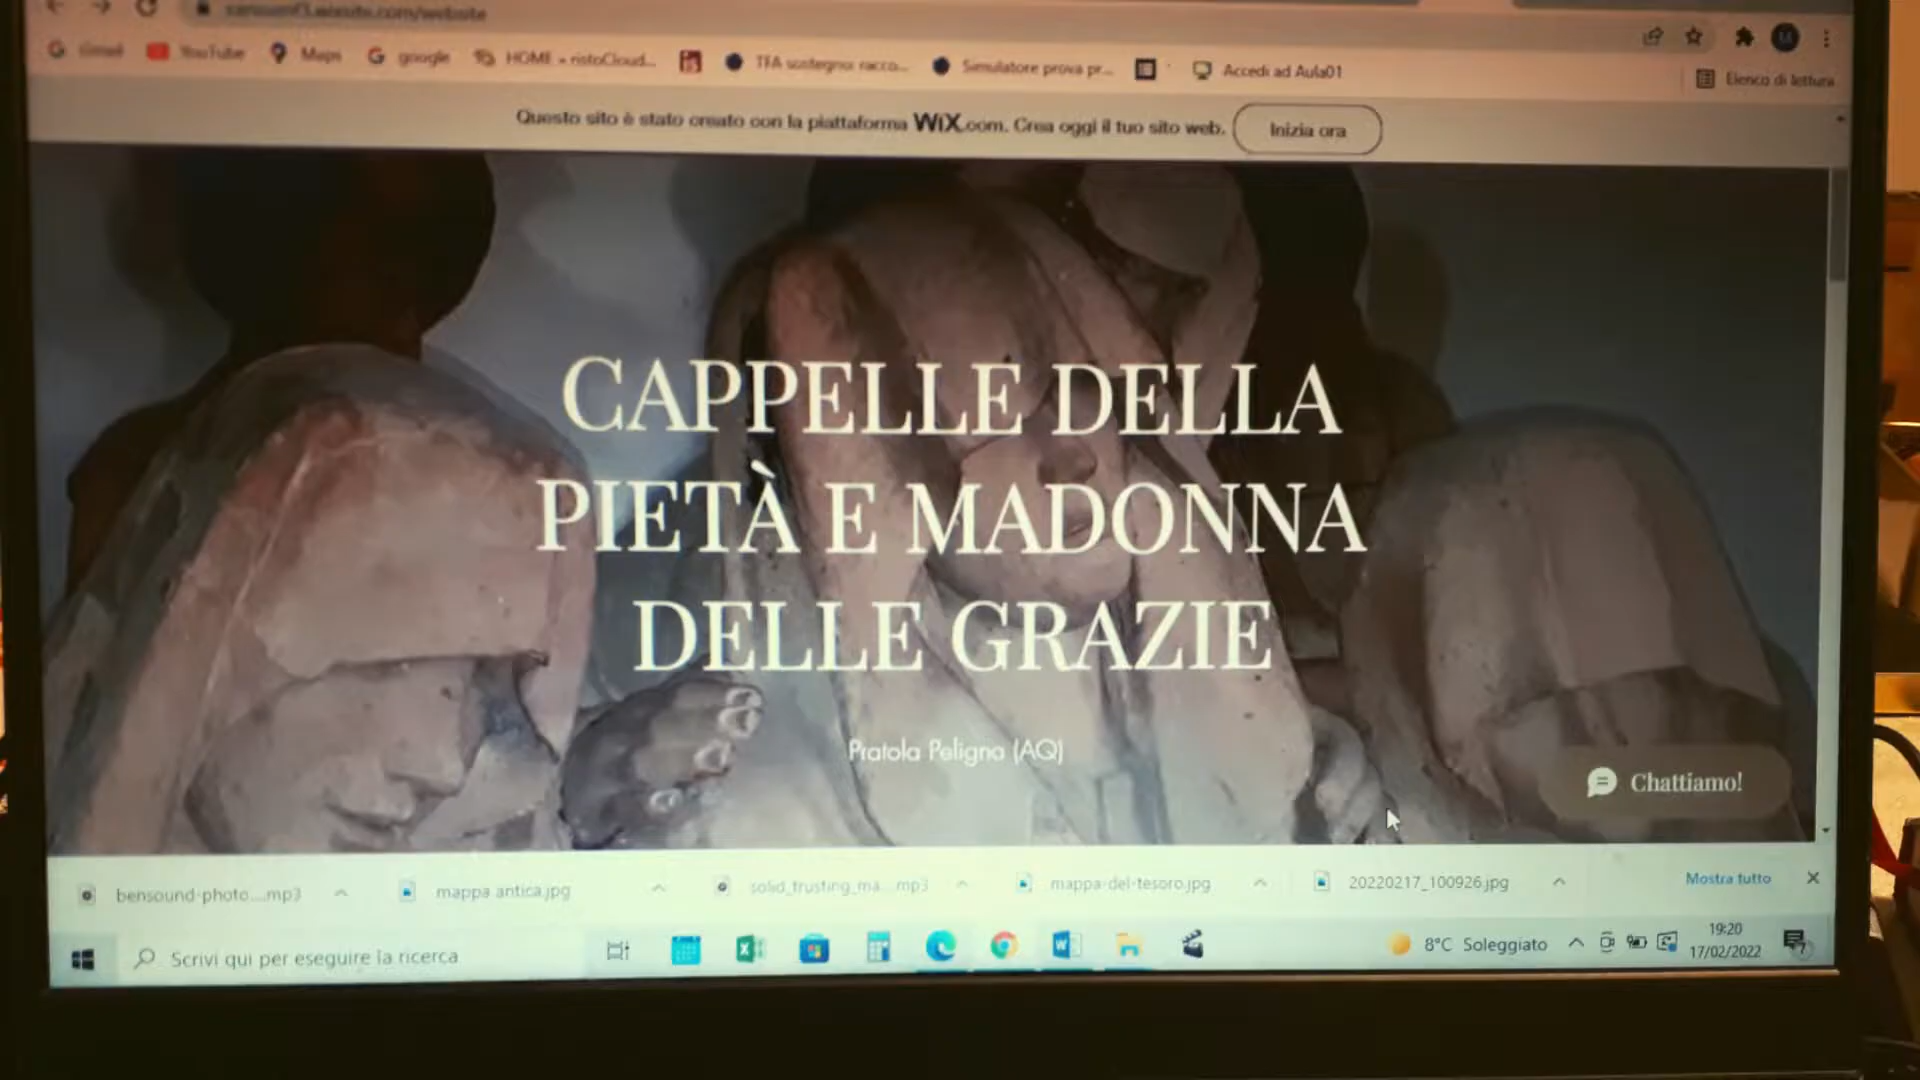 Gmail YouTube Maps google HOME - ristoCloud... TFA sostegno: racco... Simulatore prova pr... Accedi ad Aula01 Elenco di lettura
Questo sito è stato creato con la piattaforma WiX.com. Crea oggi il tuo sito web. Inizia ora
CAPPELLE DELLA
PIETÀ E MADONNA
DELLE GRAZIE
Pratola Peligna (AQ)
Chattiamo!
bensound-photo....mp3 mappa antica.jpg solid_trusting_ma....mp3 mappa-del-tesoro.jpg 20220217_100926.jpg Mostra tutto
Scrivi qui per eseguire la ricerca 8°C Soleggiato 19:20
17/02/2022